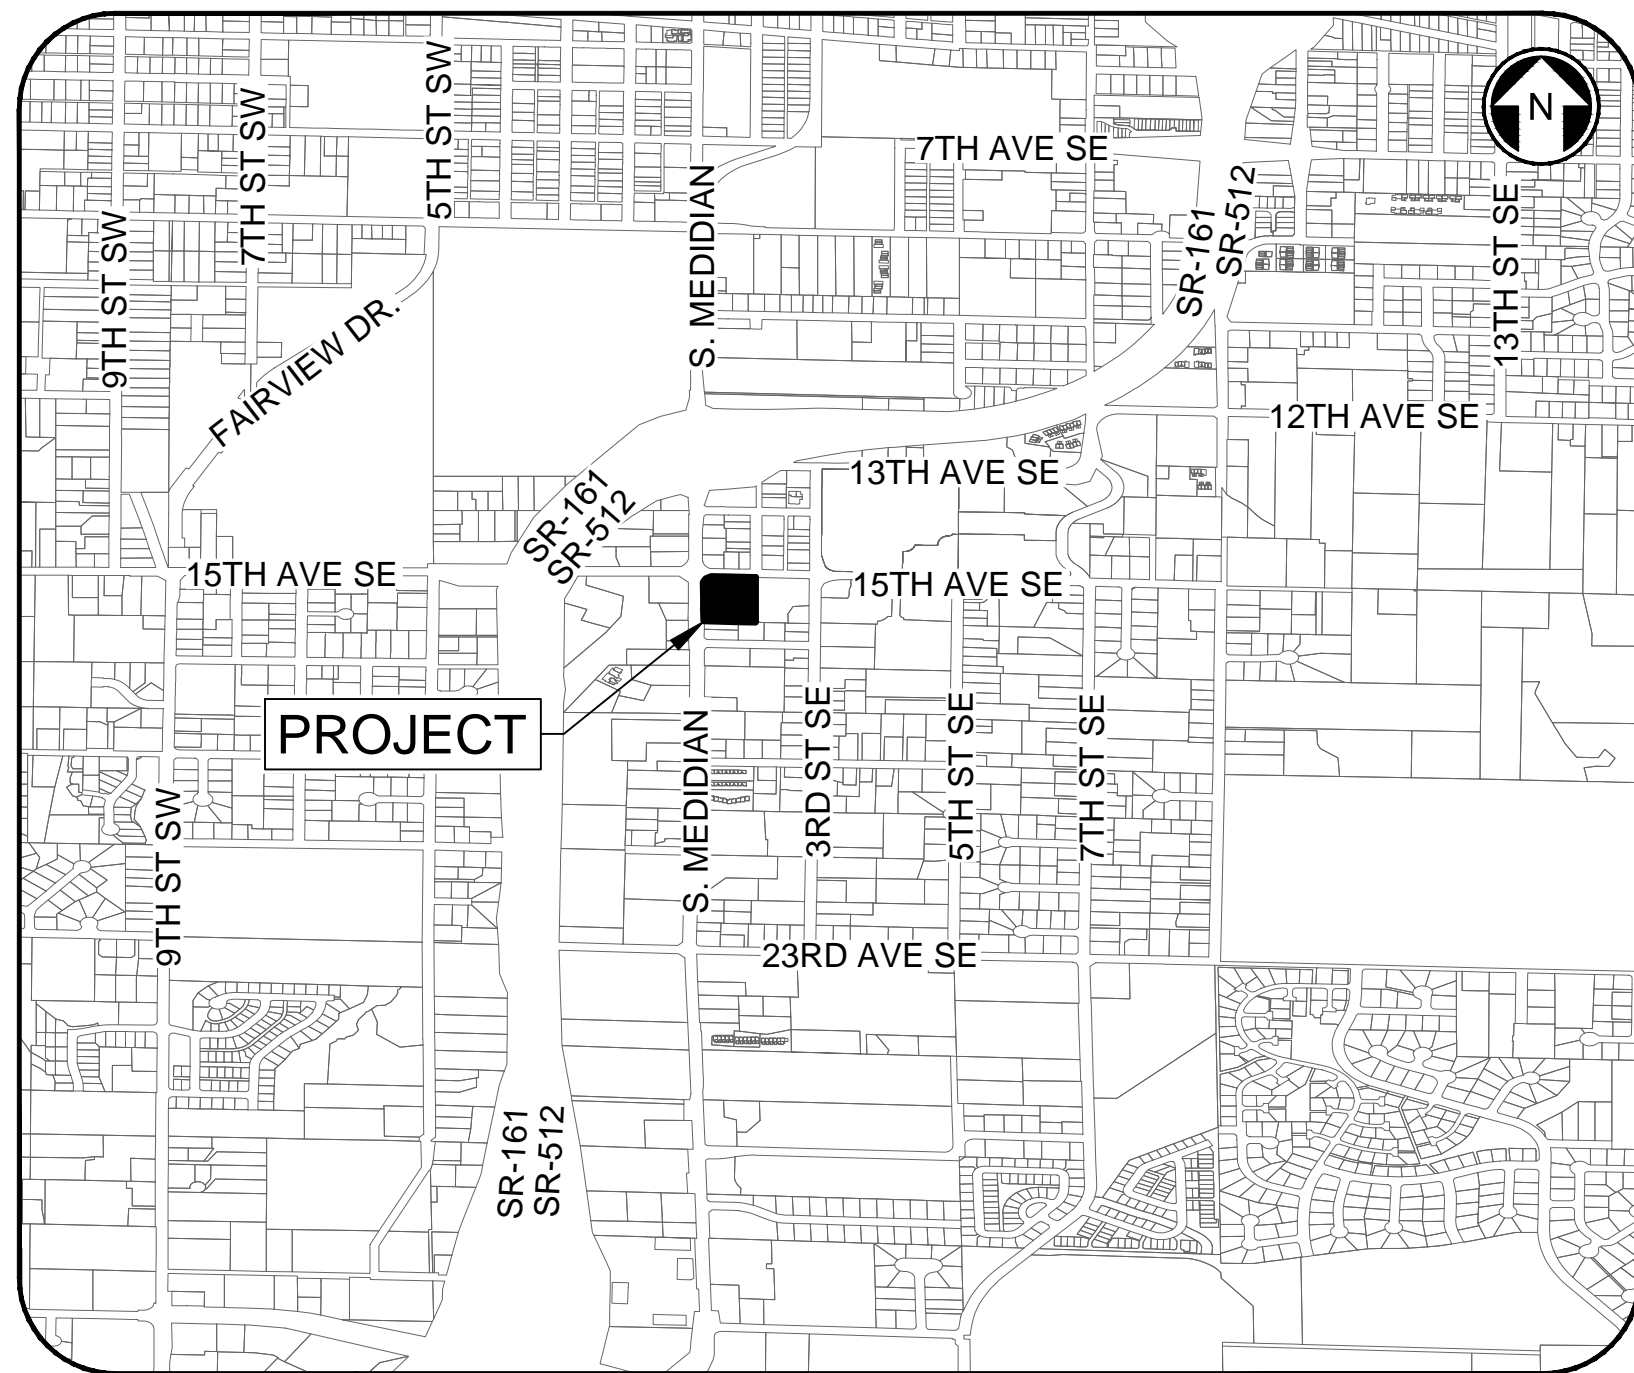 5TH ST SW
7TH ST SW
N
7TH AVE SE
9TH ST SW
S. MEDIDIAN
SR-161
SR-512
13TH ST SE
FAIRVIEW DR.
12TH AVE SE
13TH AVE SE
SR-161
SR-512
15TH AVE SE
15TH AVE SE
PROJECT
S. MEDIDIAN
3RD ST SE
5TH ST SE
7TH ST SE
9TH ST SW
23RD AVE SE
SR-161
SR-512